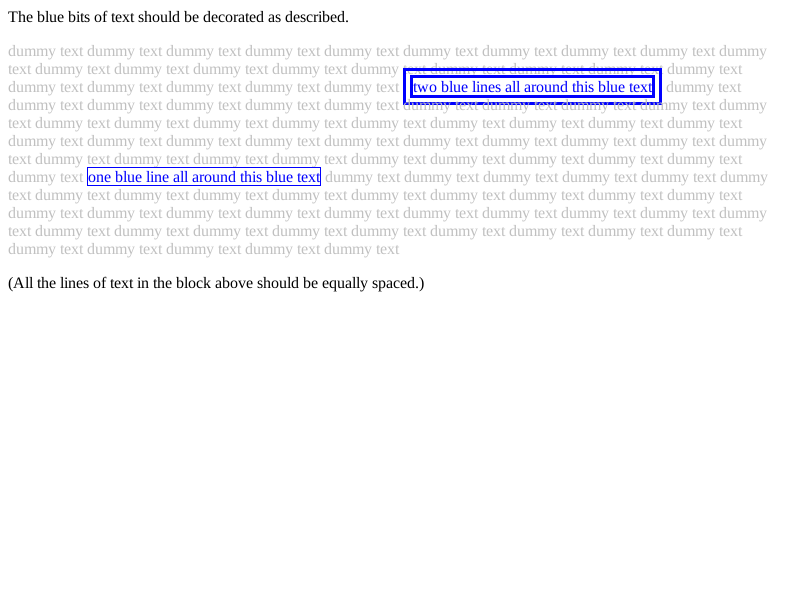 The blue bits of text should be decorated as described.
dummy text dummy text dummy text dummy text dummy text dummy text dummy text dummy text dummy text dummy
text dummy text dummy text dummy text dummy text dummy text dummy text dummy text dummy text dummy text
dummy text dummy text dummy text dummy text dummy text two blue lines all around this blue text dummy text
dummy text dummy text dummy text dummy text dummy text dummy text dummy text dummy text dummy text dummy
text dummy text dummy text dummy text dummy text dummy text dummy text dummy text dummy text dummy text
dummy text dummy text dummy text dummy text dummy text dummy text dummy text dummy text dummy text dummy
text dummy text dummy text dummy text dummy text dummy text dummy text dummy text dummy text dummy text
dummy text one blue line all around this blue text dummy text dummy text dummy text dummy text dummy text dummy
text dummy text dummy text dummy text dummy text dummy text dummy text dummy text dummy text dummy text
dummy text dummy text dummy text dummy text dummy text dummy text dummy text dummy text dummy text dummy
text dummy text dummy text dummy text dummy text dummy text dummy text dummy text dummy text dummy text
dummy text dummy text dummy text dummy text dummy text
(All the lines of text in the block above should be equally spaced.)